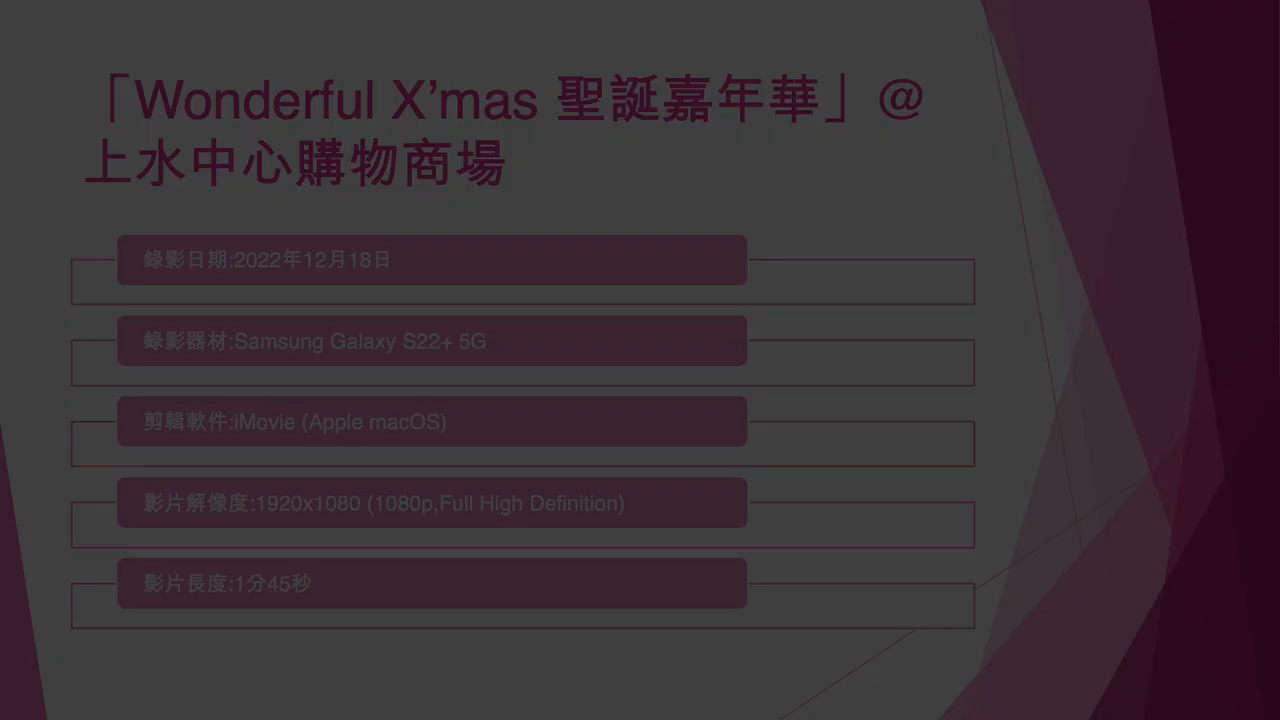 「Wonderful X’mas 聖誕嘉年華」@
上水中心購物商場
錄影日期:2022年12月18日
錄影器材:Samsung Galaxy S22+ 5G
剪輯軟件:iMovie (Apple macOS)
影片解像度:1920x1080 (1080p,Full High Definition)
影片長度:1分45秒